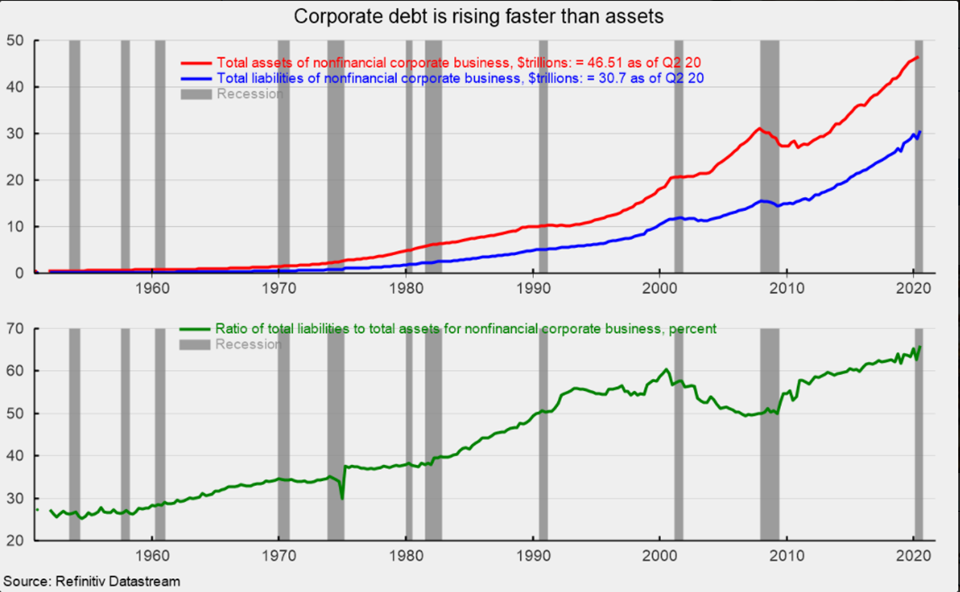 Corporate debt is rising faster than assets
50
40
30
20
10
0
Total assets of nonfinancial corporate business, $trillions: = 46.51 as of Q2 20
Total liabilities of nonfinancial corporate business, $trillions: = 30.7 as of Q2 20
Recession
1960 1970 1980 1990 2000 2010 2020
70
60
50
40
30
20
Ratio of total liabilities to total assets for nonfinancial corporate business, percent
Recession
1960 1970 1980 1990 2000 2010 2020
Source: Refinitiv Datastream